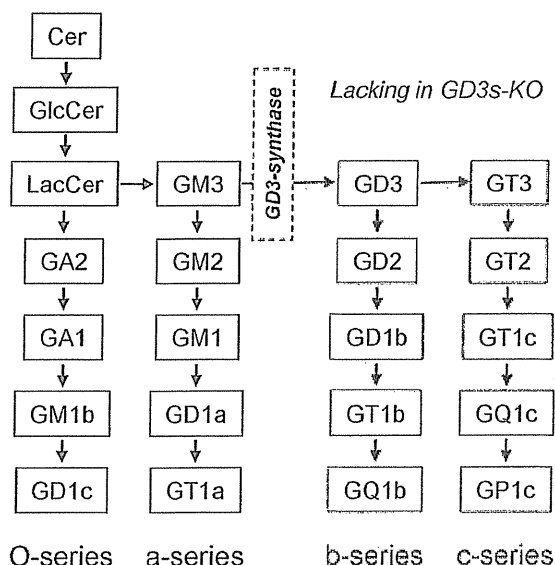 Cer
GlcCer
Lacking in GD3s-KO
GD3-synthase
LacCer GM3 GD3 GT3
GA2 GM2 GD2 GT2
GA1 GM1 GD1b GT1c
GM1b GD1a GT1b GQ1c
GD1c GT1a GQ1b GP1c
O-series a-series b-series c-series